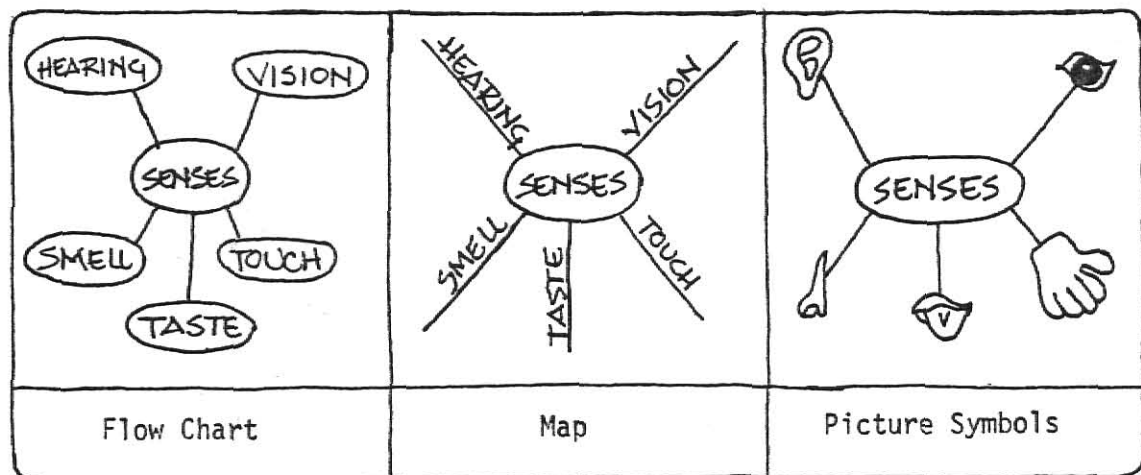 HEARING
VISION
SENSES
SMELL
TOUCH
TASTE
Flow Chart
HEARING
VISION
SENSES
SMELL
TASTE
TOUCH
Map
SENSES
Picture Symbols